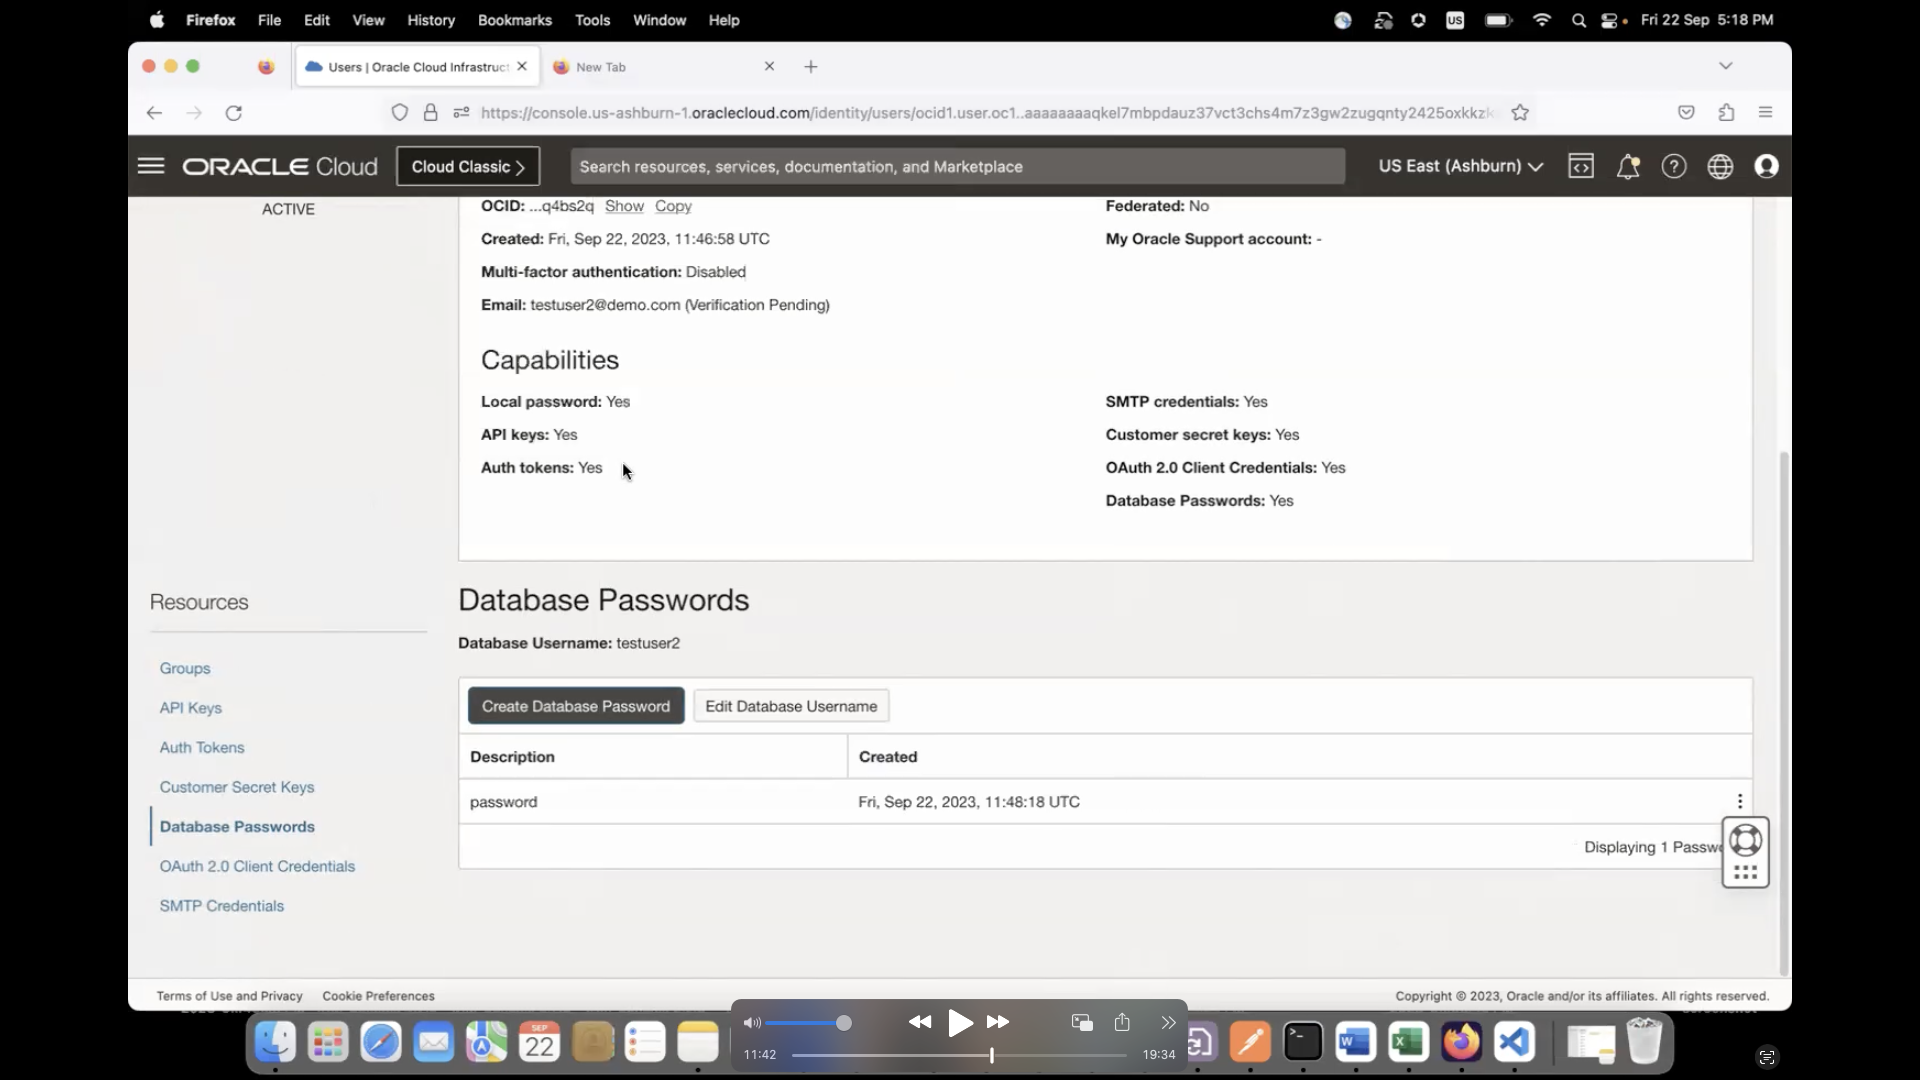 Firefox File Edit View History Bookmarks Tools Window Help US Fri 22 Sep 5:18 PM
Users | Oracle Cloud Infrastruct New Tab
https://console.us-ashburn-1.oraclecloud.com/identity/users/ocid1.user.oc1..aaaaaaaaqkel7mbpdauz37vct3chs4m7z3gw2zugqnty2425oxkkzk
ORACLE Cloud Cloud Classic > Search resources, services, documentation, and Marketplace US East (Ashburn)
ACTIVE
OCID: ...q4bs2q Show Copy
Federated: No
Created: Fri, Sep 22, 2023, 11:46:58 UTC
My Oracle Support account: -
Multi-factor authentication: Disabled
Email: testuser2@demo.com (Verification Pending)
Capabilities
Local password: Yes
SMTP credentials: Yes
API keys: Yes
Customer secret keys: Yes
Auth tokens: Yes
OAuth 2.0 Client Credentials: Yes
Database Passwords: Yes
Resources
Groups
API Keys
Auth Tokens
Customer Secret Keys
Database Passwords
OAuth 2.0 Client Credentials
SMTP Credentials
Database Passwords
Database Username: testuser2
Create Database Password Edit Database Username
Description Created
password Fri, Sep 22, 2023, 11:48:18 UTC
Displaying 1 Passw
Terms of Use and Privacy Cookie Preferences
Copyright © 2023, Oracle and/or its affiliates. All rights reserved.
SEP
22
11:42 19:34